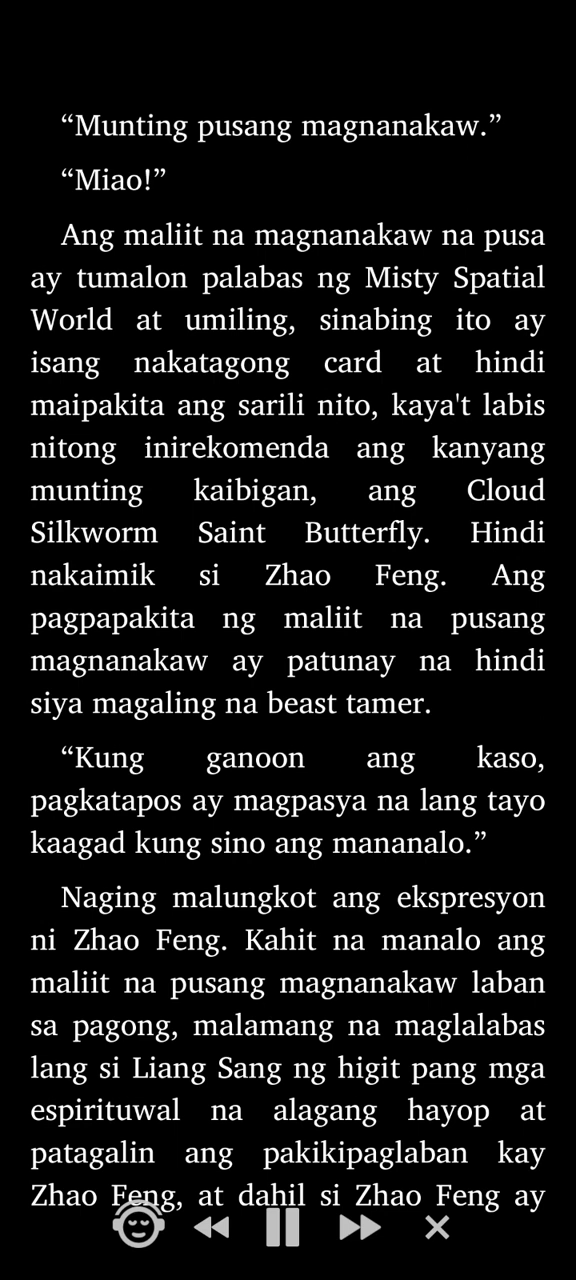 “Munting pusang magnanakaw.”
“Miao!”
Ang maliit na magnanakaw na pusa
ay tumalon palabas ng Misty Spatial
World at umiling, sinabing ito ay
isang nakatagong card at hindi
maipakita ang sarili nito, kaya't labis
nitong inirekomenda ang kanyang
munting kaibigan, ang Cloud
Silkworm Saint Butterfly. Hindi
nakaimik si Zhao Feng. Ang
pagpapakita ng maliit na pusang
magnanakaw ay patunay na hindi
siya magaling na beast tamer.
“Kung ganoon ang kaso,
pagkatapos ay magpasya na lang tayo
kaagad kung sino ang mananalo.”
Naging malungkot ang ekspresyon
ni Zhao Feng. Kahit na manalo ang
maliit na pusang magnanakaw laban
sa pagong, malamang na maglalabas
lang si Liang Sang ng higit pang mga
espirituwal na alagang hayop at
patagalin ang pakikipaglaban kay
Zhao Feng, at dahil si Zhao Feng ay